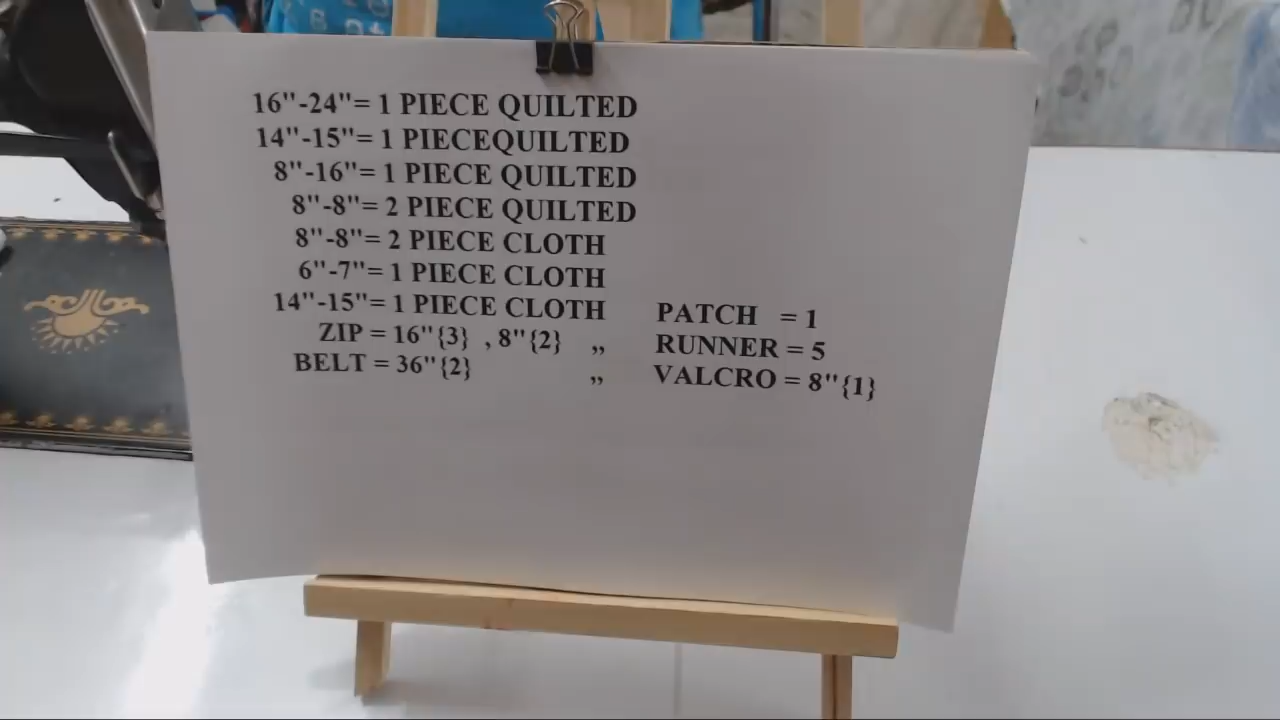 16"-24"= 1 PIECE QUILTED
14"-15"= 1 PIECEQUILTED
8"-16"= 1 PIECE QUILTED
8"-8"= 2 PIECE QUILTED
8"-8"= 2 PIECE CLOTH
6"-7"= 1 PIECE CLOTH
14"-15"= 1 PIECE CLOTH PATCH = 1
ZIP = 16"{3} , 8"{2} ,, RUNNER = 5
BELT = 36"{2} ,, VALCRO = 8"{1}